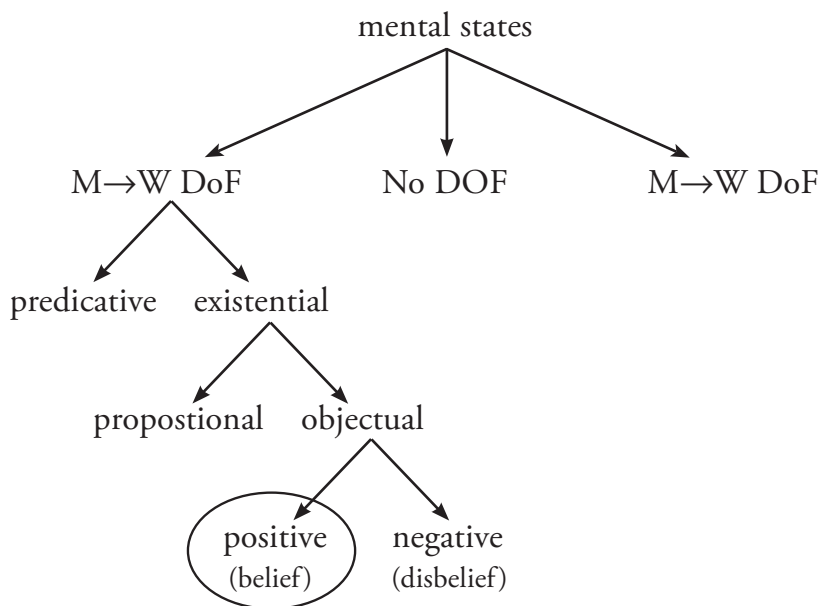 mental states
M→W DoF No DOF M→W DoF
predicative existential
propostional objectual
positive negative
(belief) (disbelief)